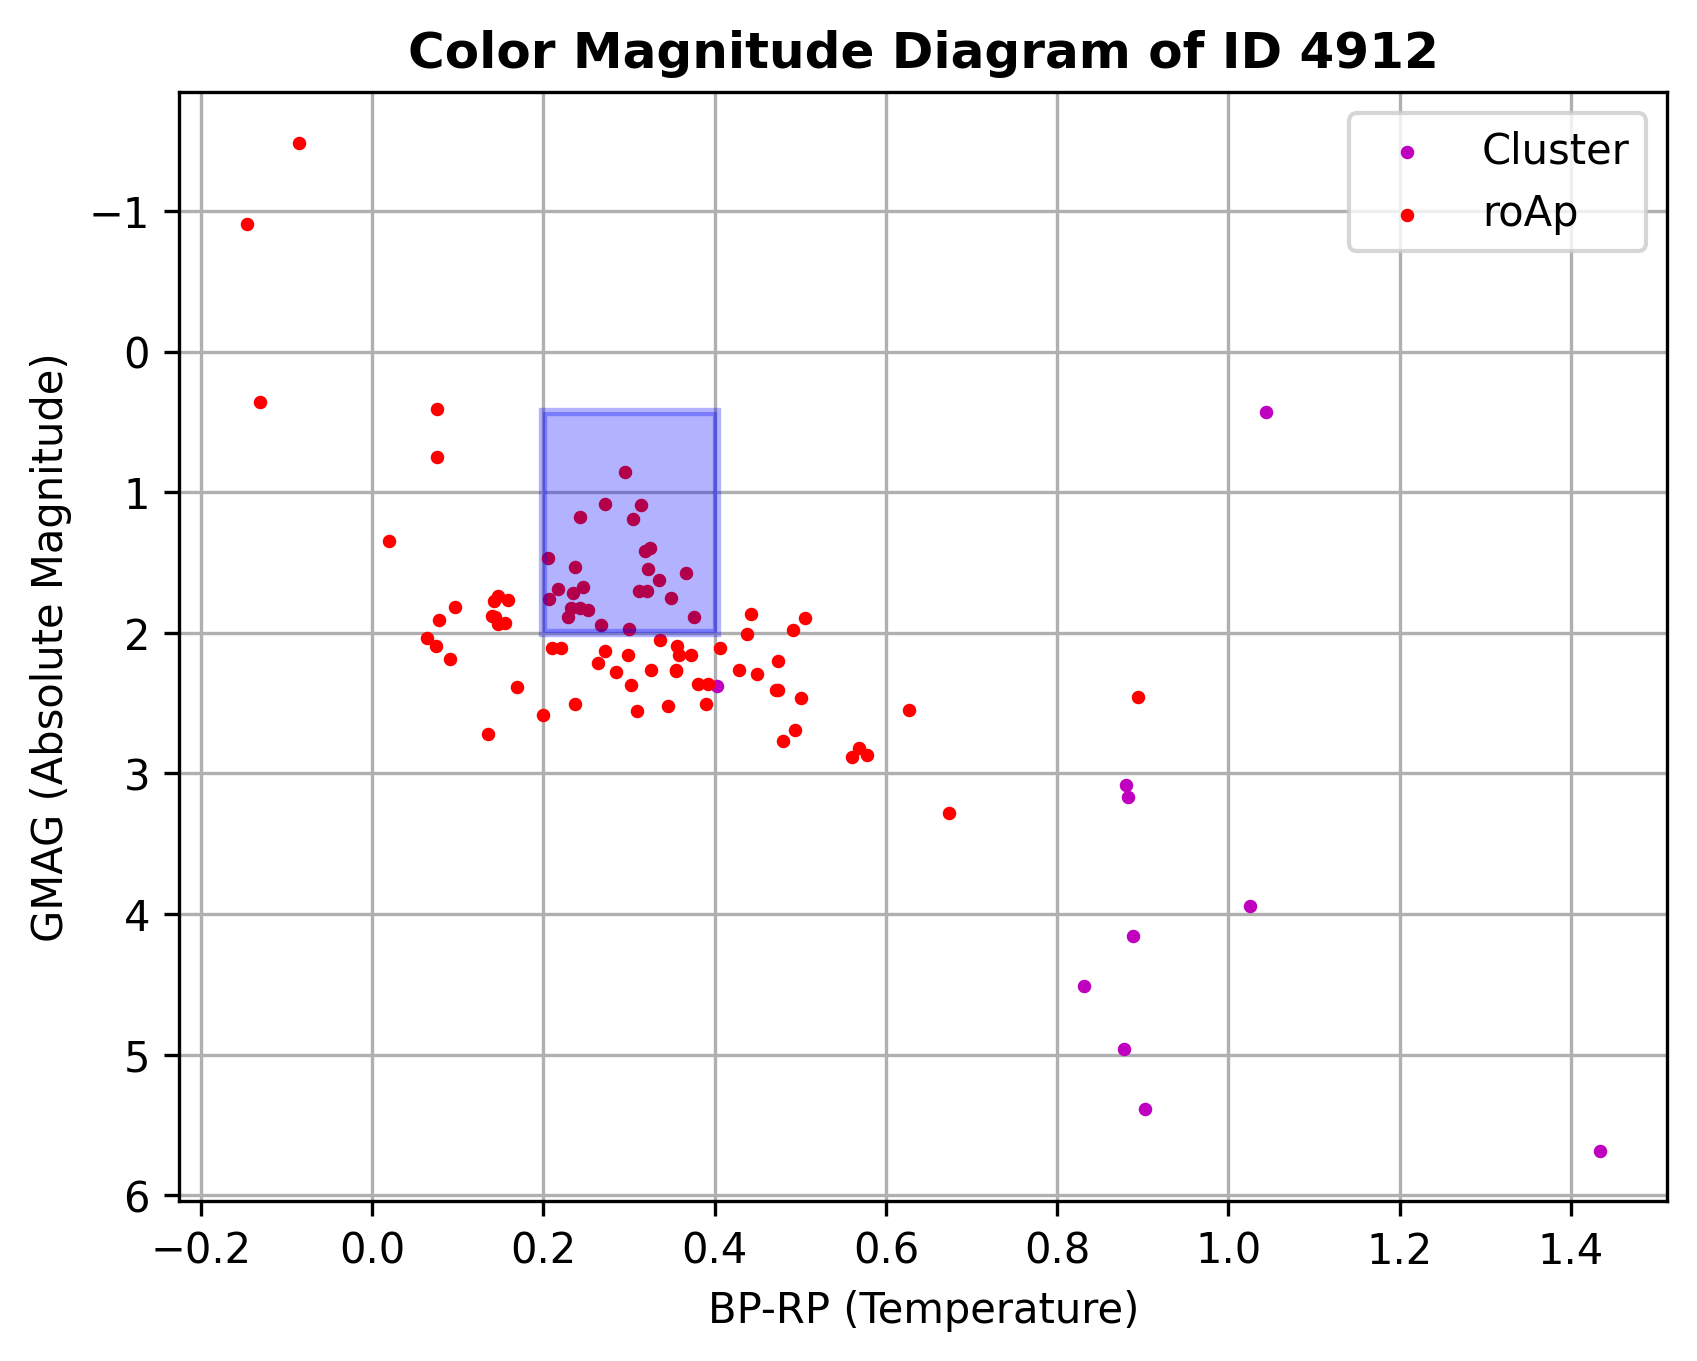 Color Magnitude Diagram of ID 4912
Cluster
roAp
−1
0
1
2
3
4
5
6
GMAG (Absolute Magnitude)
−0.2 0.0 0.2 0.4 0.6 0.8 1.0 1.2 1.4
BP-RP (Temperature)